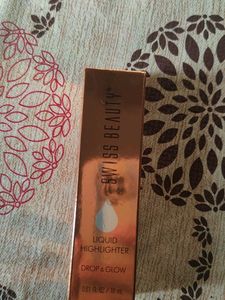 SWISS BEAUTY®
LIQUID
HIGHLIGHTER
DROP & GLOW